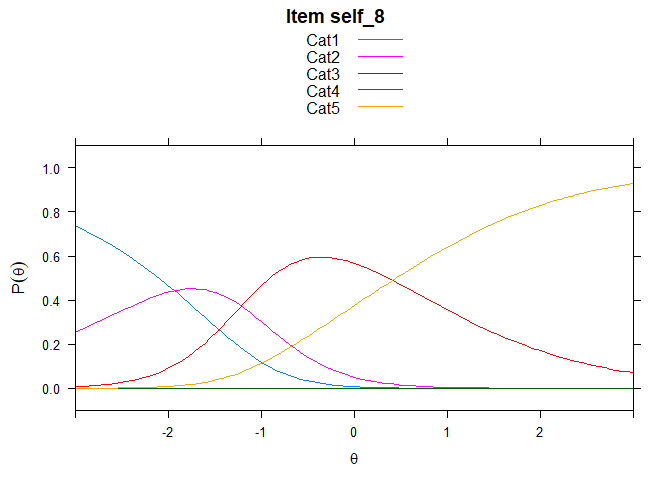 Item self_8
Cat1
Cat2
Cat3
Cat4
Cat5
P(θ)
1.0
0.8
0.6
0.4
0.2
0.0
-2 -1 0 1 2
θ